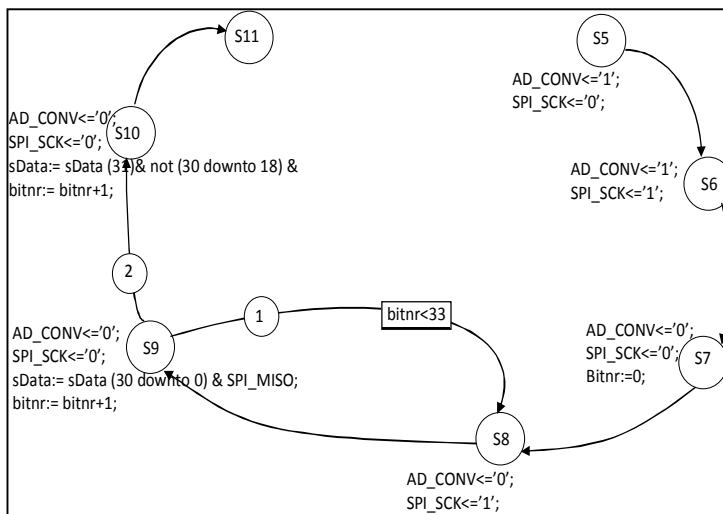 S11
S5
AD_CONV<='1';
SPI_SCK<='0';
AD_CONV<='0';
SPI_SCK<='0';
S10
sData:= sData (31)& not (30 downto 18) &
bitnr:= bitnr+1;
AD_CONV<='1';
SPI_SCK<='1';
S6
2
1
bitnr<33
AD_CONV<='0';
SPI_SCK<='0';
S9
sData:= sData (30 downto 0) & SPI_MISO;
bitnr:= bitnr+1;
AD_CONV<='0';
SPI_SCK<='0';
Bitnr:=0;
S7
S8
AD_CONV<='0';
SPI_SCK<='1';